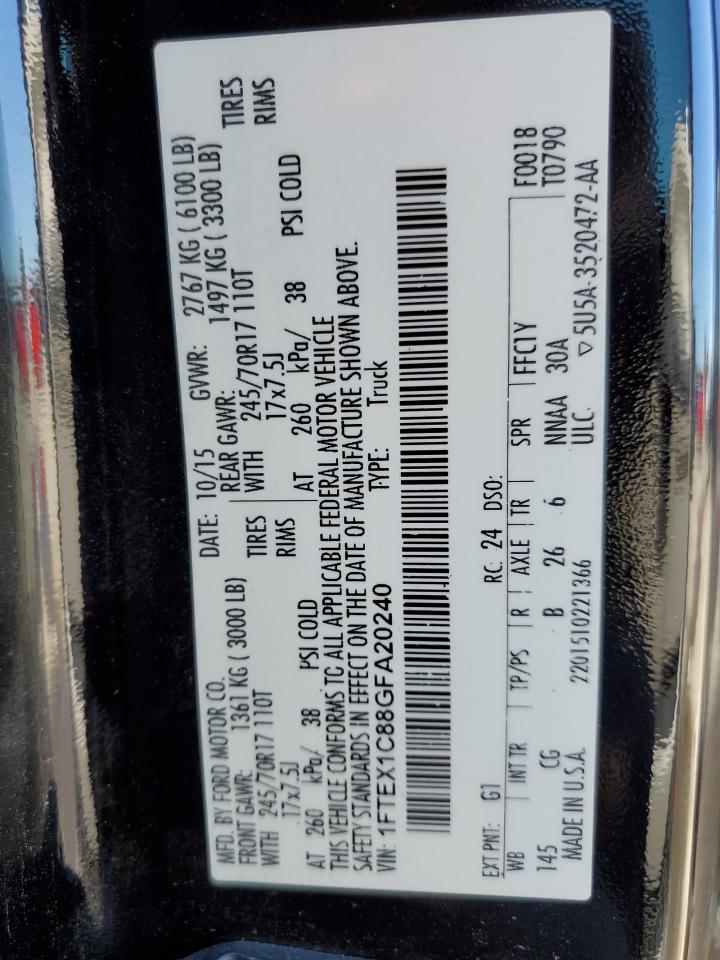 MFD. BY FORD MOTOR CO. DATE: 10/15 GVWR: 2767 KG ( 6100 LB)
FRONT GAWR: 1361 KG ( 3000 LB) REAR GAWR: 1497 KG ( 3300 LB)
WITH 245/70R17 110T TIRES WITH 245/70R17 110T TIRES
17x7.5J RIMS 17x7.5J RIMS
AT 260 kPa/ 38 PSI COLD AT 260 kPa/ 38 PSI COLD
THIS VEHICLE CONFORMS TO ALL APPLICABLE FEDERAL MOTOR VEHICLE
SAFETY STANDARDS IN EFFECT ON THE DATE OF MANUFACTURE SHOWN ABOVE.
VIN: 1FTEX1C88GFA20240 TYPE: Truck
EXT PNT: G1 RC: 24 DSO: F0018
WB INT TR TP/PS R AXLE TR SPR FFC1Y T0790
145 CG B 26 6 NNAA 30A
MADE IN U.S.A. 2201510221366 ULC ▽5U5A-3520472-AA